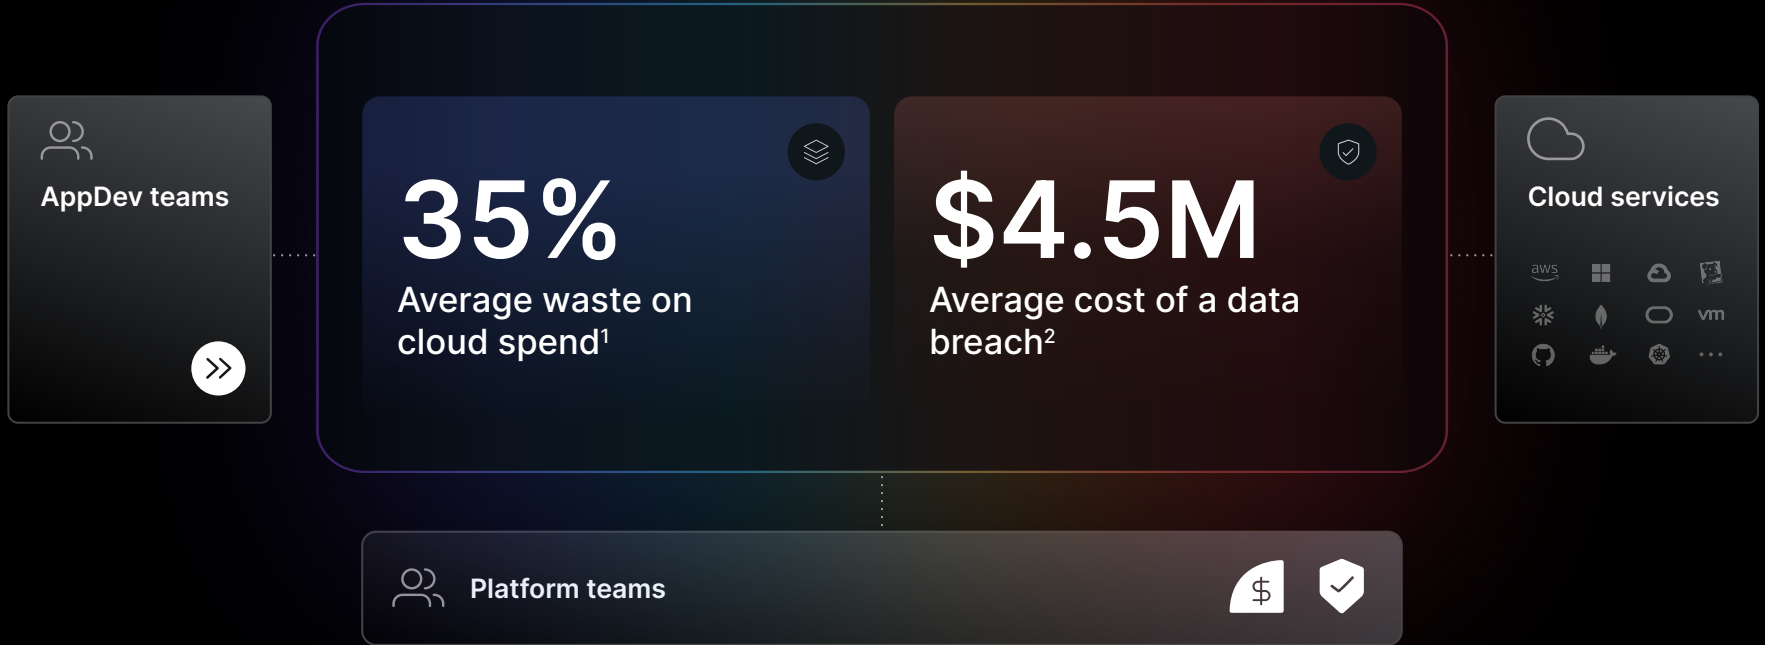 AppDev teams
35%
Average waste on
cloud spend¹
$4.5M
Average cost of a data
breach²
Cloud services
aws
vm
Platform teams
$